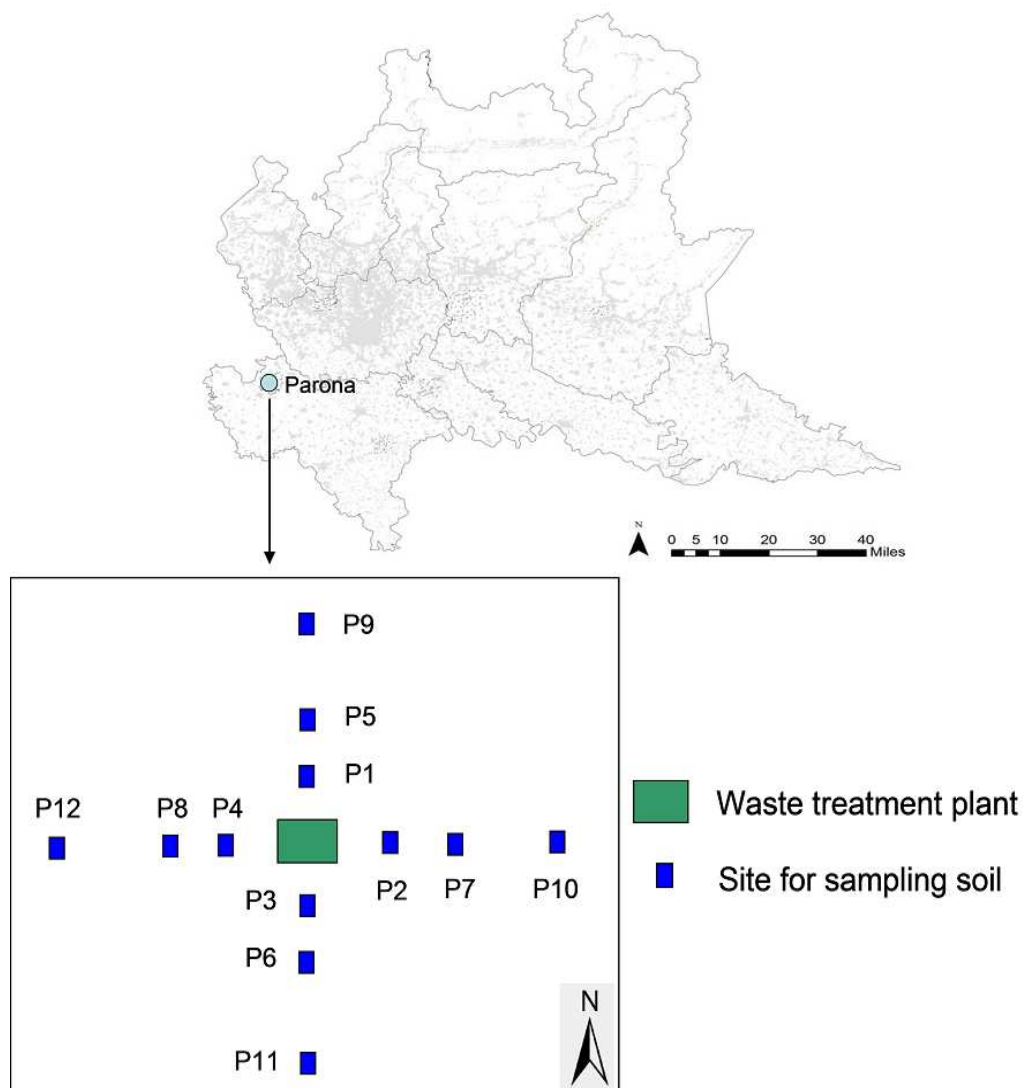 Parona
N
0 5 10 20 30 40
Miles
P9
P5
P1
P12 P8 P4
P2 P7 P10
P3
P6
P11
N
Waste treatment plant
Site for sampling soil